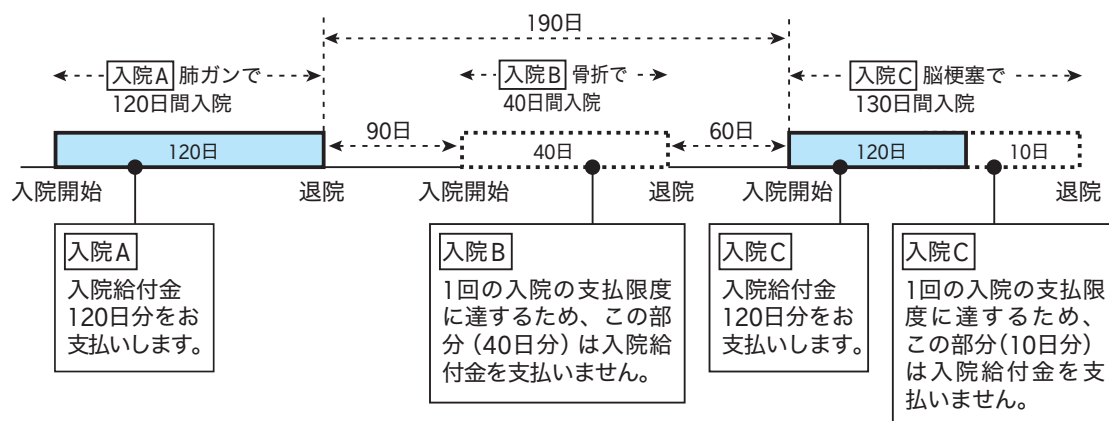 190日
入院A 肺ガンで
120日間入院
入院B 骨折で
40日間入院
入院C 脳梗塞で
130日間入院
120日
90日
40日
60日
120日
10日
入院開始
退院
入院開始
退院
入院開始
退院
入院A
入院給付金
120日分をお
支払いします。
入院B
1回の入院の支払限度
に達するため、この部
分（40日分）は入院給
付金を支払いません。
入院C
入院給付金
120日分をお
支払いします。
入院C
1回の入院の支払限
度に達するため、
この部分（10日分）
は入院給付金を支
払いません。